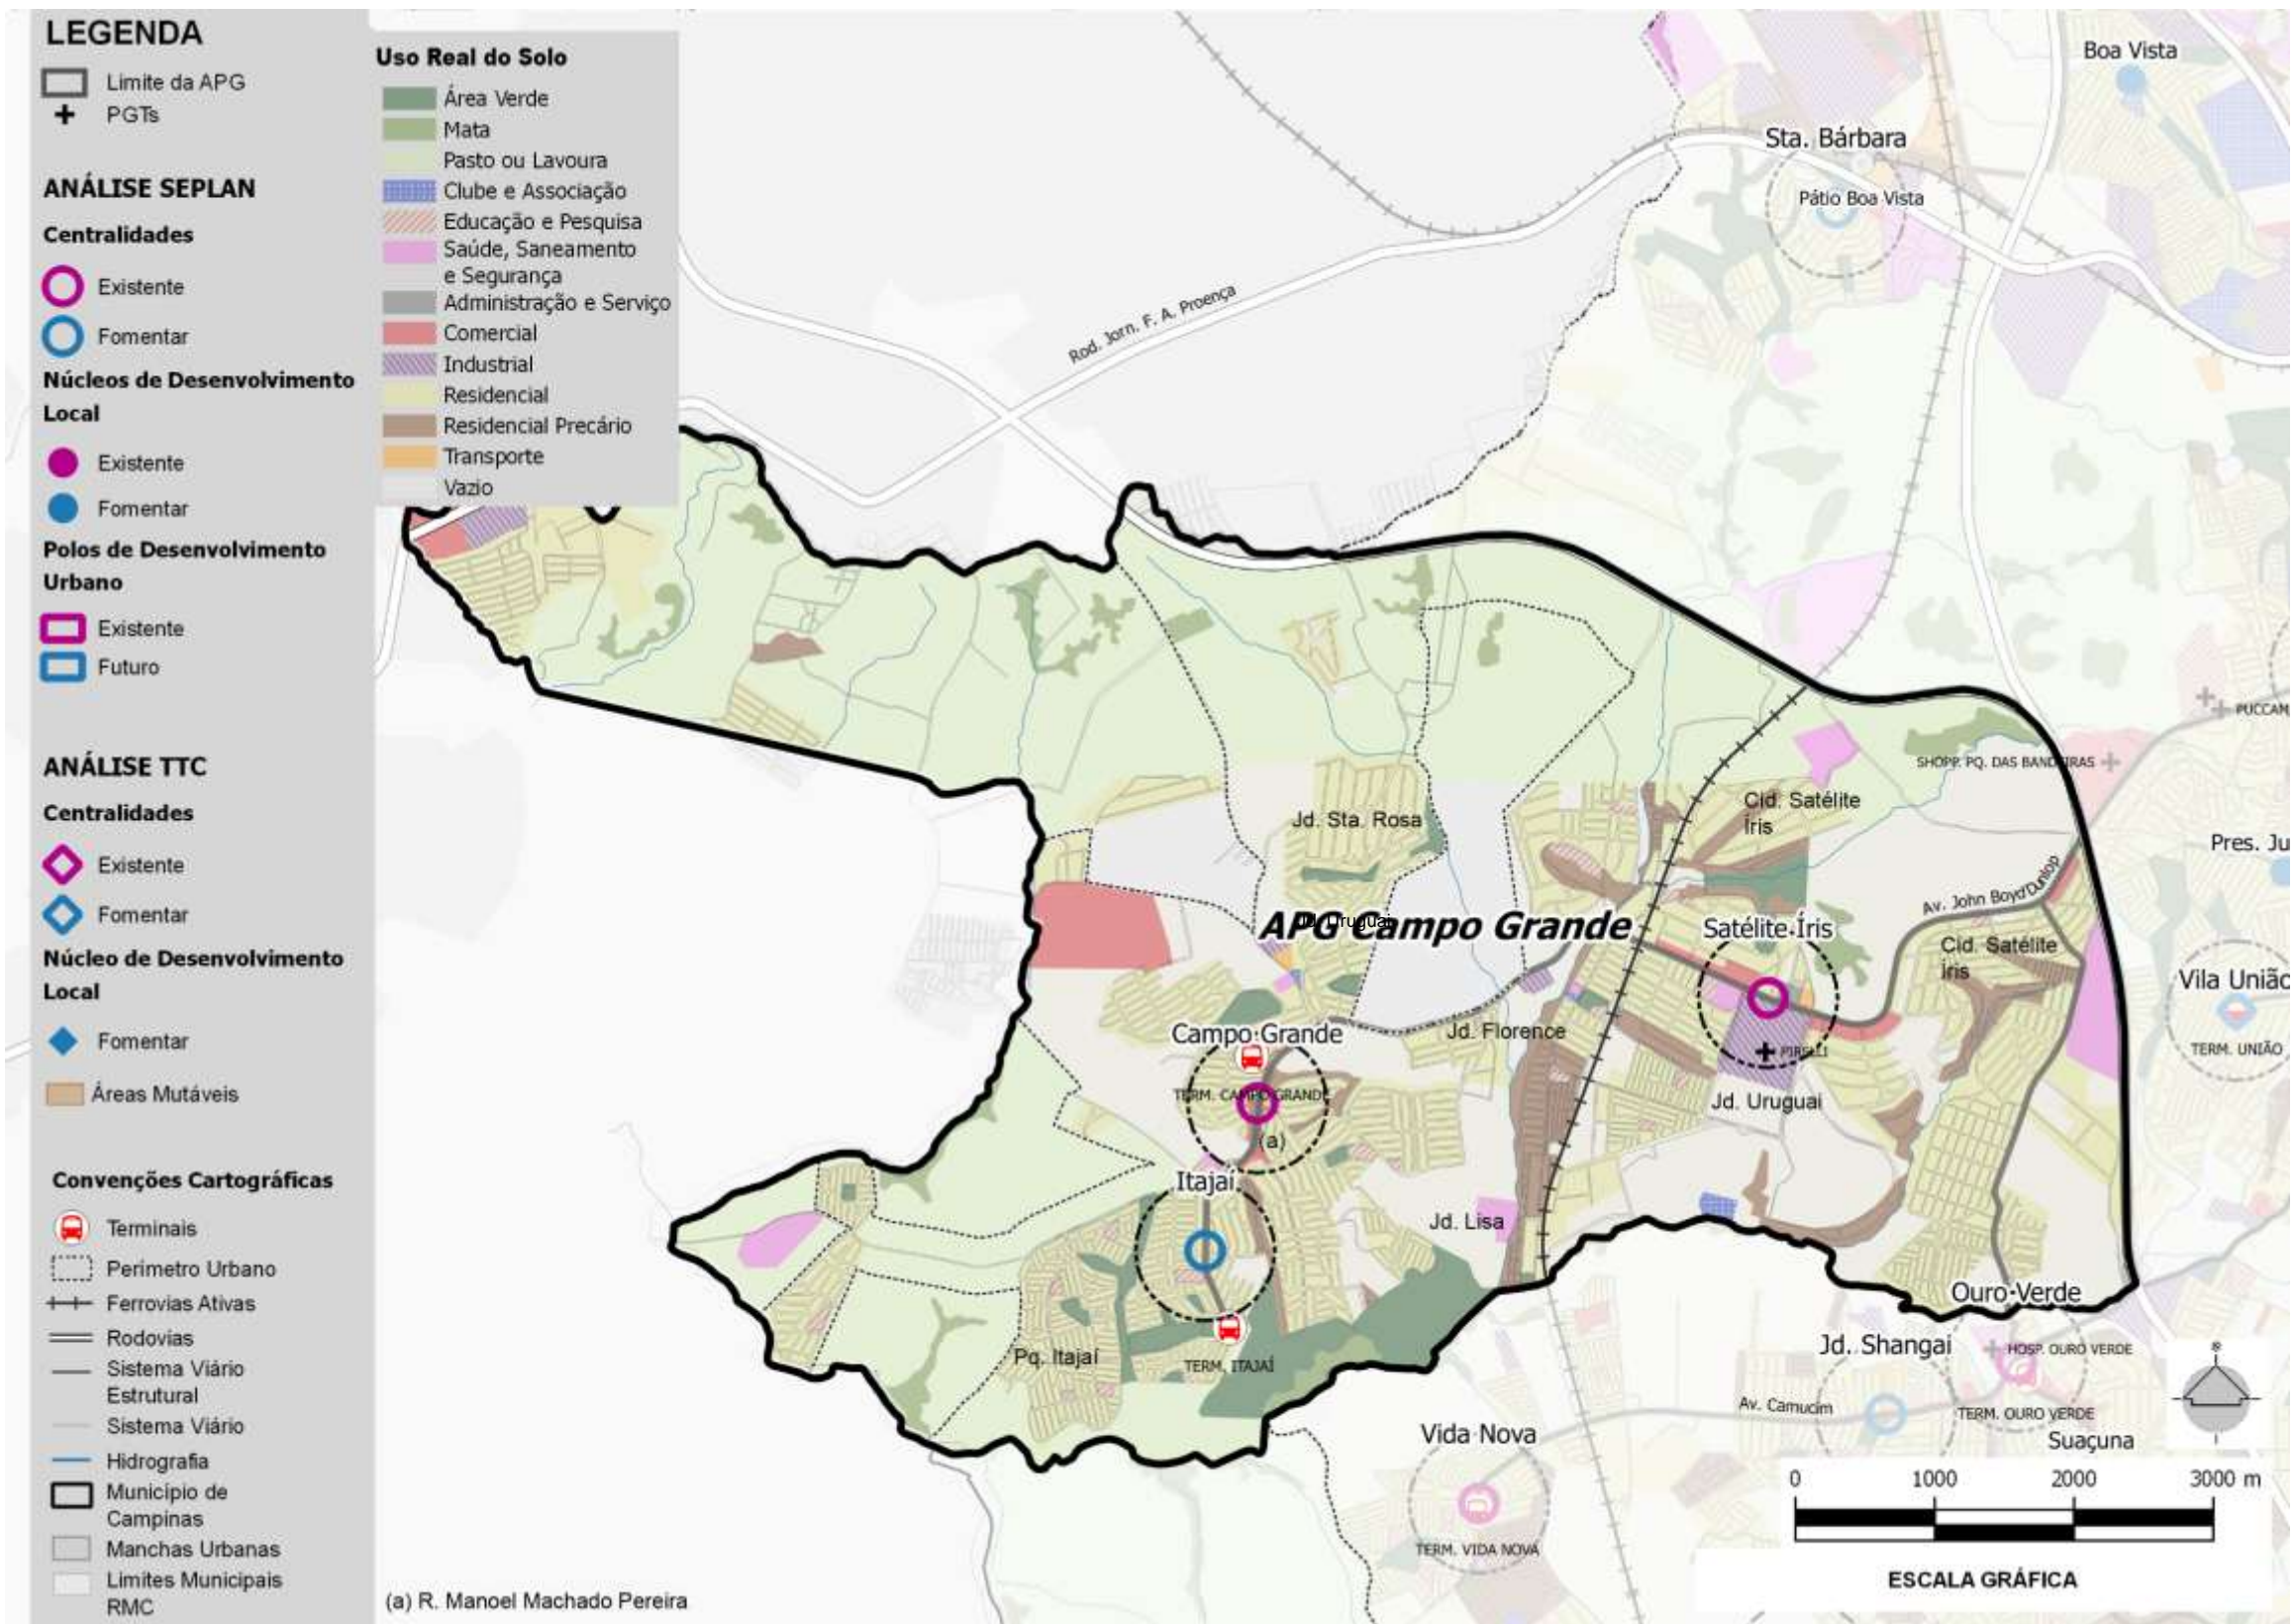 LEGENDA
Limite da APG
PGTs
ANÁLISE SEPLAN
Centralidades
Existente
Fomentar
Núcleos de Desenvolvimento
Local
Existente
Fomentar
Polos de Desenvolvimento
Urbano
Existente
Futuro
ANÁLISE TTC
Centralidades
Existente
Fomentar
Núcleo de Desenvolvimento
Local
Fomentar
Áreas Mutáveis
Convenções Cartográficas
Terminais
Perímetro Urbano
Ferrovias Ativas
Rodovias
Sistema Viário
Estrutural
Sistema Viário
Hidrografia
Município de
Campinas
Manchas Urbanas
Limites Municipais
RMC
Uso Real do Solo
Área Verde
Mata
Pasto ou Lavoura
Clube e Associação
Educação e Pesquisa
Saúde, Saneamento
e Segurança
Administração e Serviço
Comercial
Industrial
Residencial
Residencial Precário
Transporte
Vazio
Boa Vista
Sta. Bárbara
Pátio Boa Vista
Rod. Jorn. F. A. Proença
PUCCAM
SHOPP. PQ. DAS BANDEIRAS
Cid. Satélite
Íris
Jd. Sta. Rosa
Pres. Ju
Av. John Boyd Dunlop
Jd. Uruguai
APG Campo Grande
Satélite Íris
Cid. Satélite
Íris
Vila União
Campo Grande
Jd. Florence
PIRELLI
TERM. UNIÃO
TERM. CAMPO GRANDE
Jd. Uruguai
(a)
Itajaí
Jd. Lisa
Ouro Verde
Pq. Itajaí
TERM. ITAJAÍ
Jd. Shangai
HOSP. OURO VERDE
Av. Camucim
TERM. OURO VERDE
Vida Nova
Suaçuna
TERM. VIDA NOVA
0 1000 2000 3000 m
ESCALA GRÁFICA
(a) R. Manoel Machado Pereira